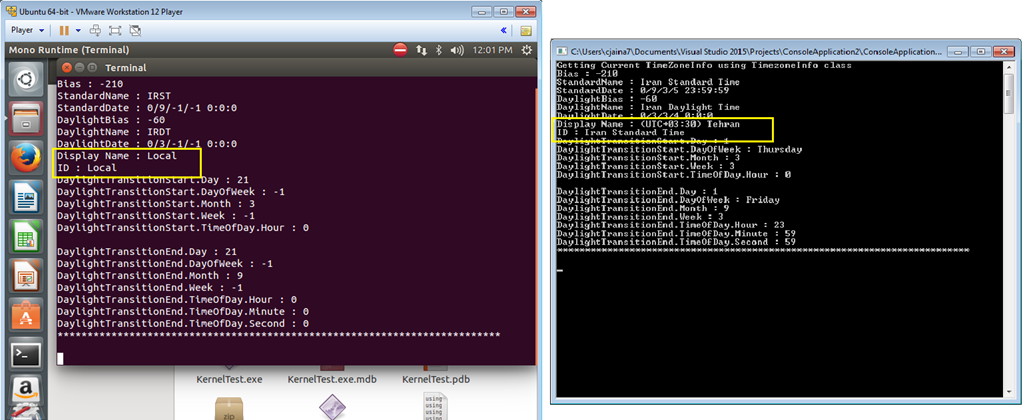 Ubuntu 64-bit - VMware Workstation 12 Player
Player
Mono Runtime (Terminal)
12:01 PM
Terminal
Bias : -210
StandardName : IRST
StandardDate : 0/9/-1/-1 0:0:0
DaylightBias : -60
DaylightName : IRDT
DaylightDate : 0/3/-1/-1 0:0:0
Display Name : Local
ID : Local
DaylightTransitionStart.Day : 21
DaylightTransitionStart.DayOfWeek : -1
DaylightTransitionStart.Month : 3
DaylightTransitionStart.Week : -1
DaylightTransitionStart.TimeOfDay.Hour : 0
DaylightTransitionEnd.Day : 21
DaylightTransitionEnd.DayOfWeek : -1
DaylightTransitionEnd.Month : 9
DaylightTransitionEnd.Week : -1
DaylightTransitionEnd.TimeOfDay.Hour : 0
DaylightTransitionEnd.TimeOfDay.Minute : 0
DaylightTransitionEnd.TimeOfDay.Second : 0
**************************************************************************
KernelTest.exe
KernelTest.exe.mdb
KernelTest.pdb
zip
using
using
using
using
C:\Users\cjaina7\Documents\Visual Studio 2015\Projects\ConsoleApplication2\ConsoleApplication...
Getting Current TimeZoneInfo using TimezoneInfo class
Bias : -210
StandardName : Iran Standard Time
StandardDate : 0/9/3/5 23:59:59
DaylightBias : -60
DaylightName : Iran Daylight Time
DaylightDate : 0/3/3/4 0:0:0
Display Name : (UTC+03:30) Tehran
ID : Iran Standard Time
DaylightTransitionStart.Day : 1
DaylightTransitionStart.DayOfWeek : Thursday
DaylightTransitionStart.Month : 3
DaylightTransitionStart.Week : 3
DaylightTransitionStart.TimeOfDay.Hour : 0
DaylightTransitionEnd.Day : 1
DaylightTransitionEnd.DayOfWeek : Friday
DaylightTransitionEnd.Month : 9
DaylightTransitionEnd.Week : 3
DaylightTransitionEnd.TimeOfDay.Hour : 23
DaylightTransitionEnd.TimeOfDay.Minute : 59
DaylightTransitionEnd.TimeOfDay.Second : 59
**************************************************************************